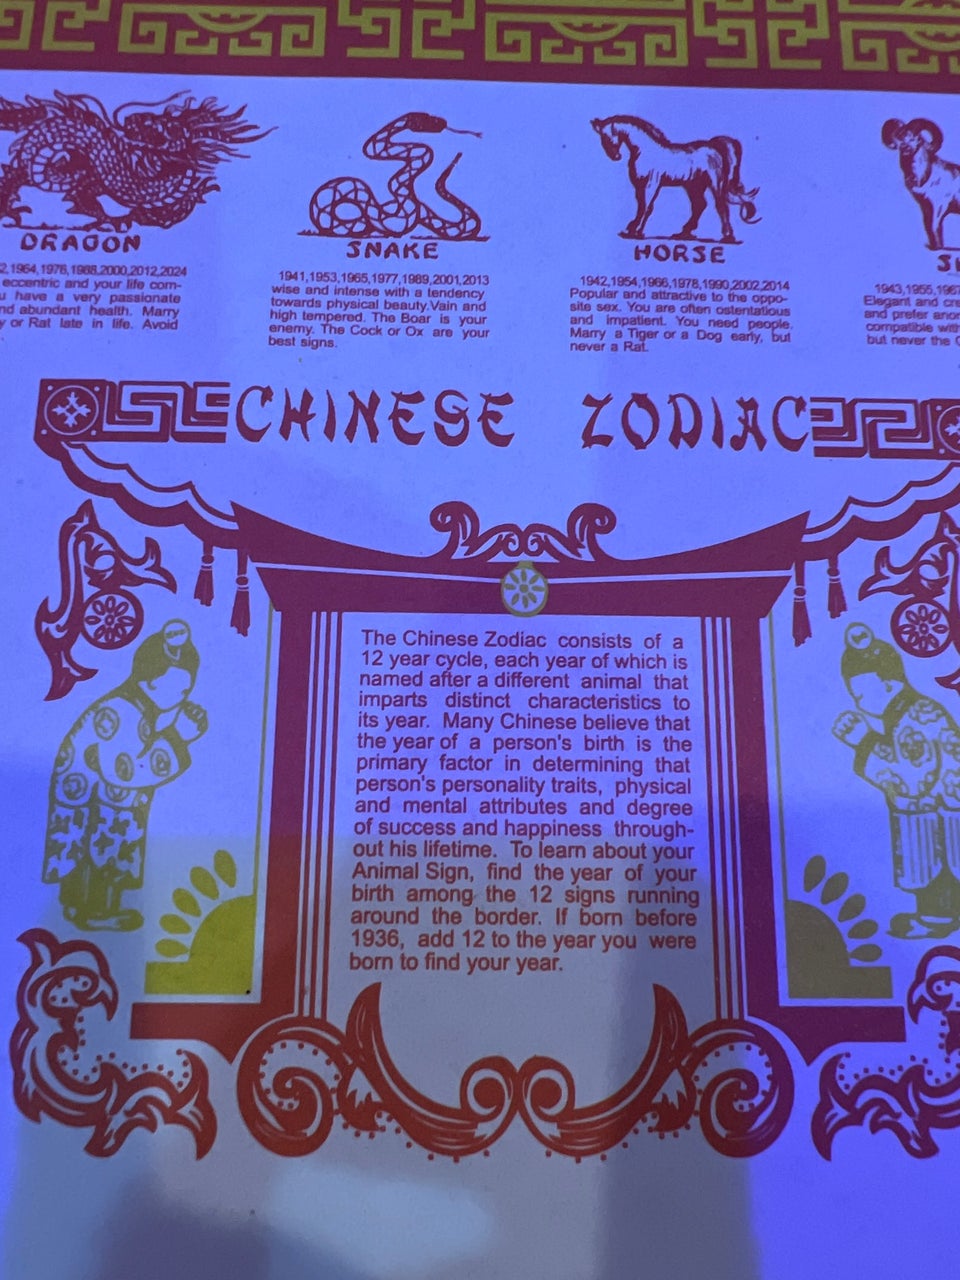 DRAGON
2,1964,1976,1988,2000,2012,2024
eccentric and your life com-
have a very passionate
nd abundant health. Marry
y or Rat late in life. Avoid
SNAKE
1941,1953,1965,1977,1989,2001,2013
wise and intense with a tendency
towards physical beauty.Vain and
high tempered. The Boar is your
enemy. The Cock or Ox are your
best signs.
HORSE
1942,1954,1966,1978,1990,2002,2014
Popular and attractive to the oppo-
site sex. You are often ostentatious
and impatient. You need people.
Marry a Tiger or a Dog early, but
never a Rat.
1943,1955,196
Elegant and cre
and prefer anon
compatible with
but never the
CHINESE ZODIAC
The Chinese Zodiac consists of a
12 year cycle, each year of which is
named after a different animal that
imparts distinct characteristics to
its year. Many Chinese believe that
the year of a person's birth is the
primary factor in determining that
person's personality traits, physical
and mental attributes and degree
of success and happiness through-
out his lifetime. To learn about your
Animal Sign, find the year of your
birth among the 12 signs running
around the border. If born before
1936, add 12 to the year you were
born to find your year.